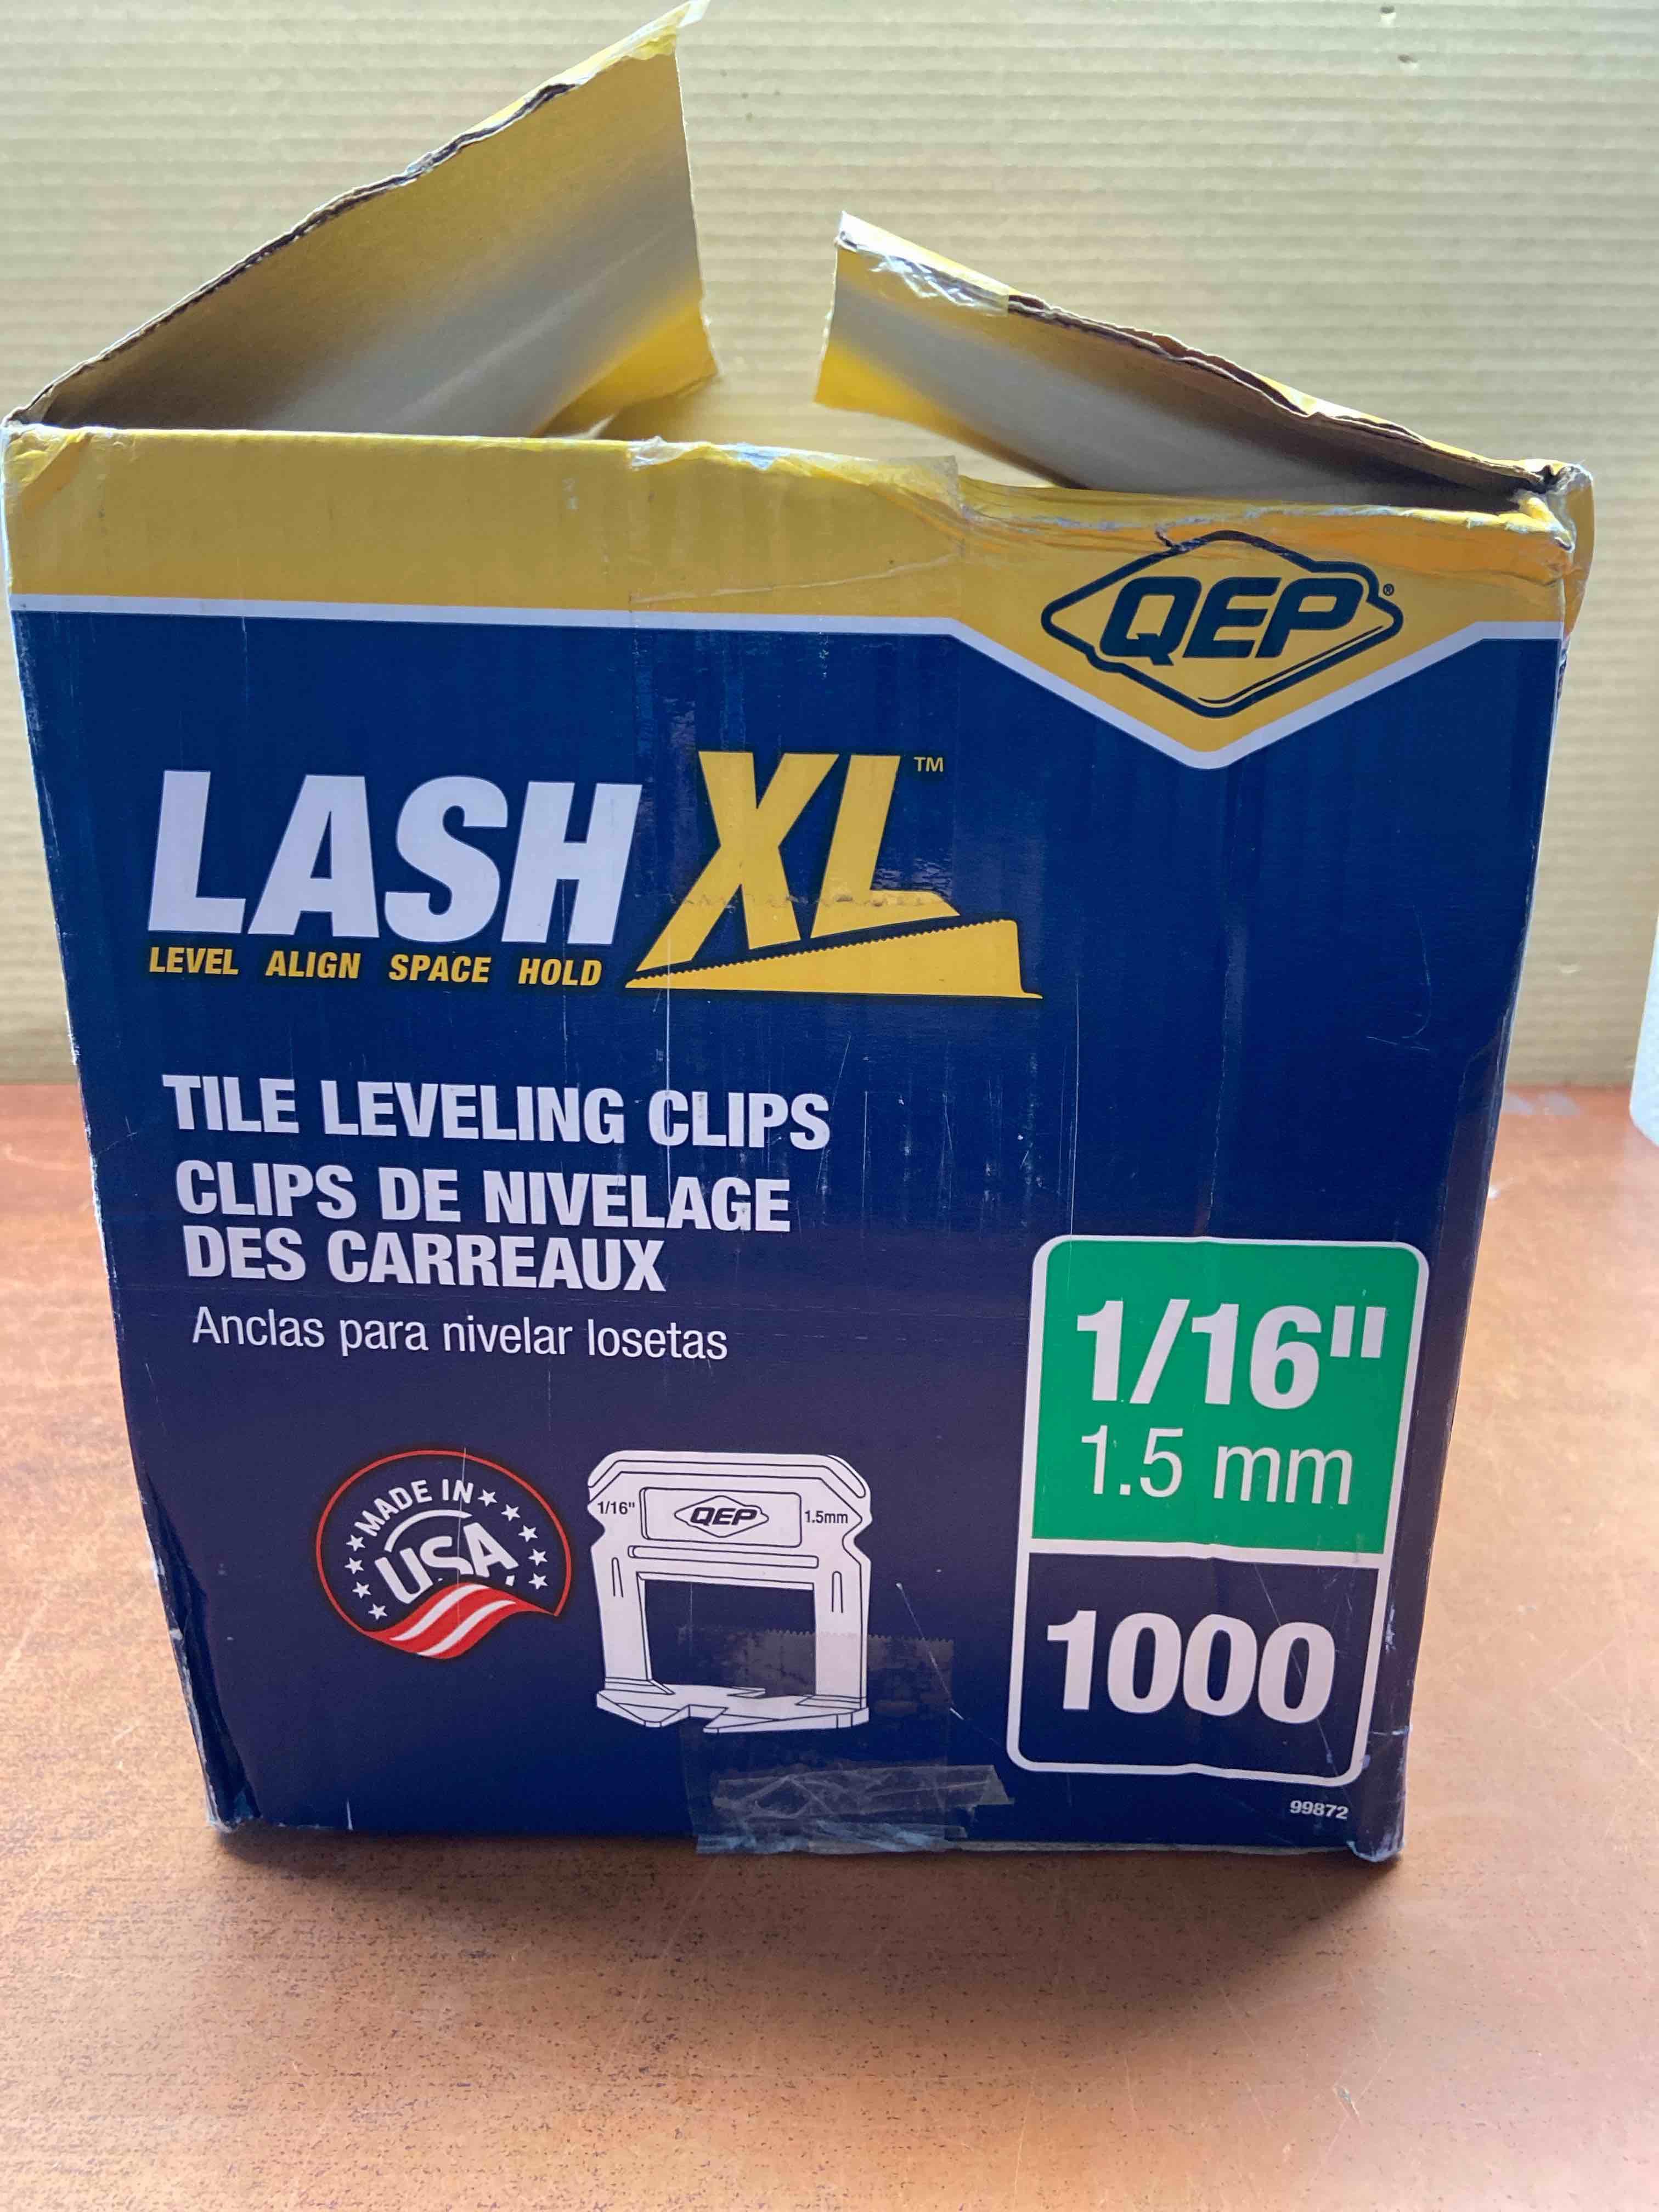 QEP®
LASH XL™
LEVEL ALIGN SPACE HOLD
TILE LEVELING CLIPS
CLIPS DE NIVELAGE
DES CARREAUX
Anclas para nivelar losetas
1/16"
1.5 mm
1000
MADE IN
USA
1/16" QEP 1.5mm
99872